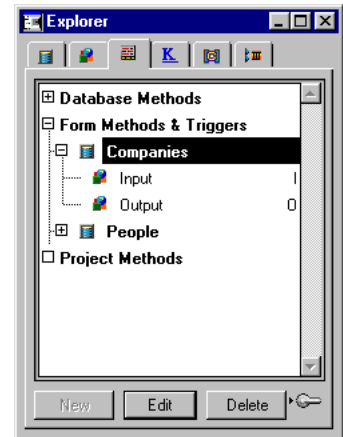 Explorer
K
Database Methods
Form Methods & Triggers
Companies
Input I
Output O
People
Project Methods
New Edit Delete